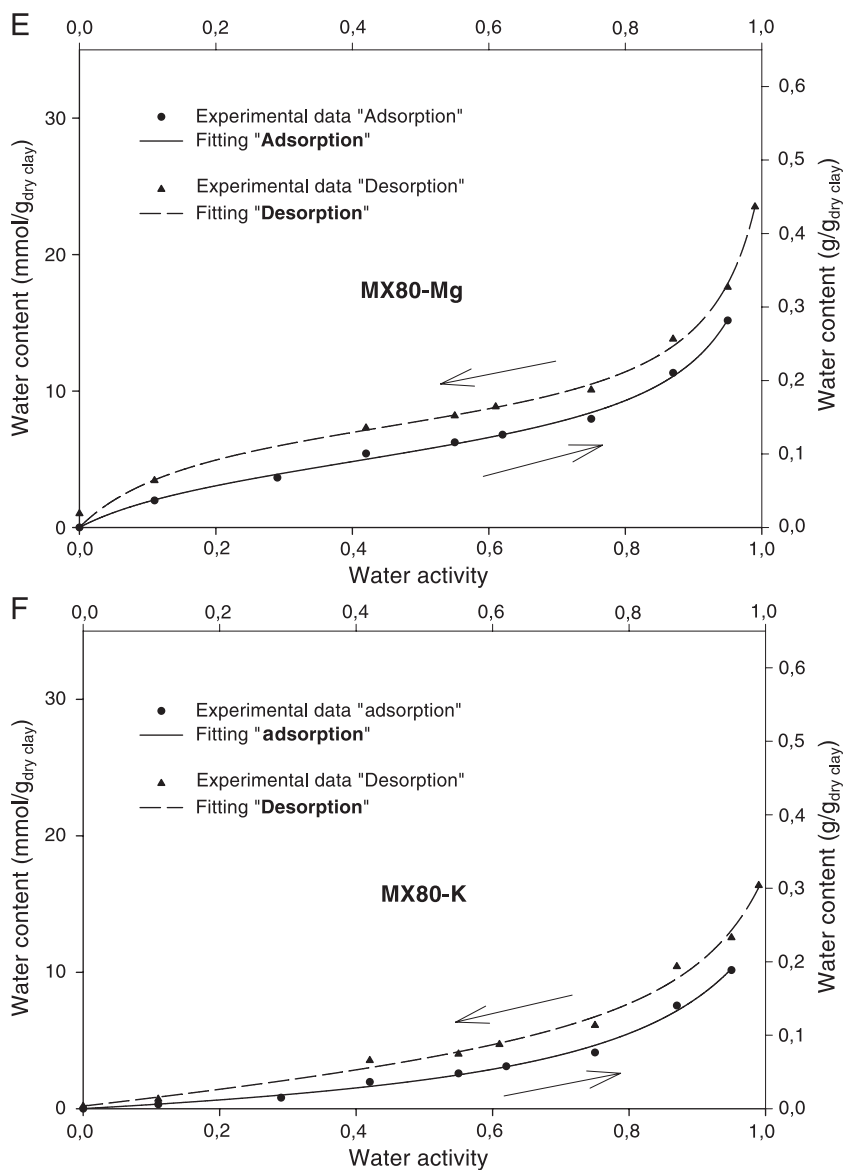 E
0,0 0,2 0,4 0,6 0,8 1,0
Water content (mmol/gdry clay)
30
20
10
0
Experimental data "Adsorption"
Fitting "Adsorption"
Experimental data "Desorption"
Fitting "Desorption"
MX80-Mg
0,6
0,5
0,4
0,3
0,2
0,1
0,0
Water content (g/gdry clay)
0,0 0,2 0,4 0,6 0,8 1,0
Water activity
F
0,0 0,2 0,4 0,6 0,8 1,0
Water content (mmol/gdry clay)
30
20
10
0
Experimental data "adsorption"
Fitting "adsorption"
Experimental data "Desorption"
Fitting "Desorption"
MX80-K
0,6
0,5
0,4
0,3
0,2
0,1
0,0
Water content (g/gdry clay)
0,0 0,2 0,4 0,6 0,8 1,0
Water activity